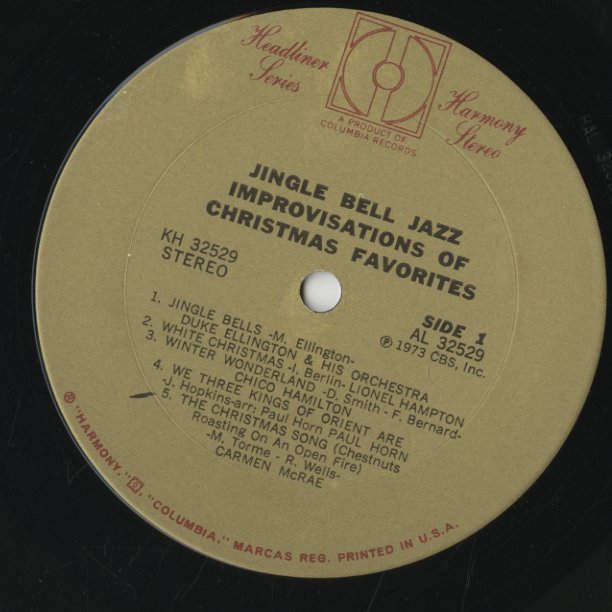 Headliner
Series
Harmony
Stereo
A PRODUCT OF
COLUMBIA RECORDS
JINGLE BELL JAZZ
IMPROVISATIONS OF
CHRISTMAS FAVORITES
KH 32529
STEREO
SIDE 1
AL 32529
℗ 1973 CBS, Inc.
1. JINGLE BELLS -M. Ellington-
DUKE ELLINGTON & HIS ORCHESTRA
2. WHITE CHRISTMAS -I. Berlin- LIONEL HAMPTON
3. WINTER WONDERLAND -D. Smith - F. Bernard-
CHICO HAMILTON
4. WE THREE KINGS OF ORIENT ARE
-J. Hopkins-arr: Paul Horn PAUL HORN
5. THE CHRISTMAS SONG (Chestnuts
Roasting On An Open Fire)
-M. Torme - R. Wells-
CARMEN McRAE
® "HARMONY," "COLUMBIA," MARCAS REG. PRINTED IN U.S.A.